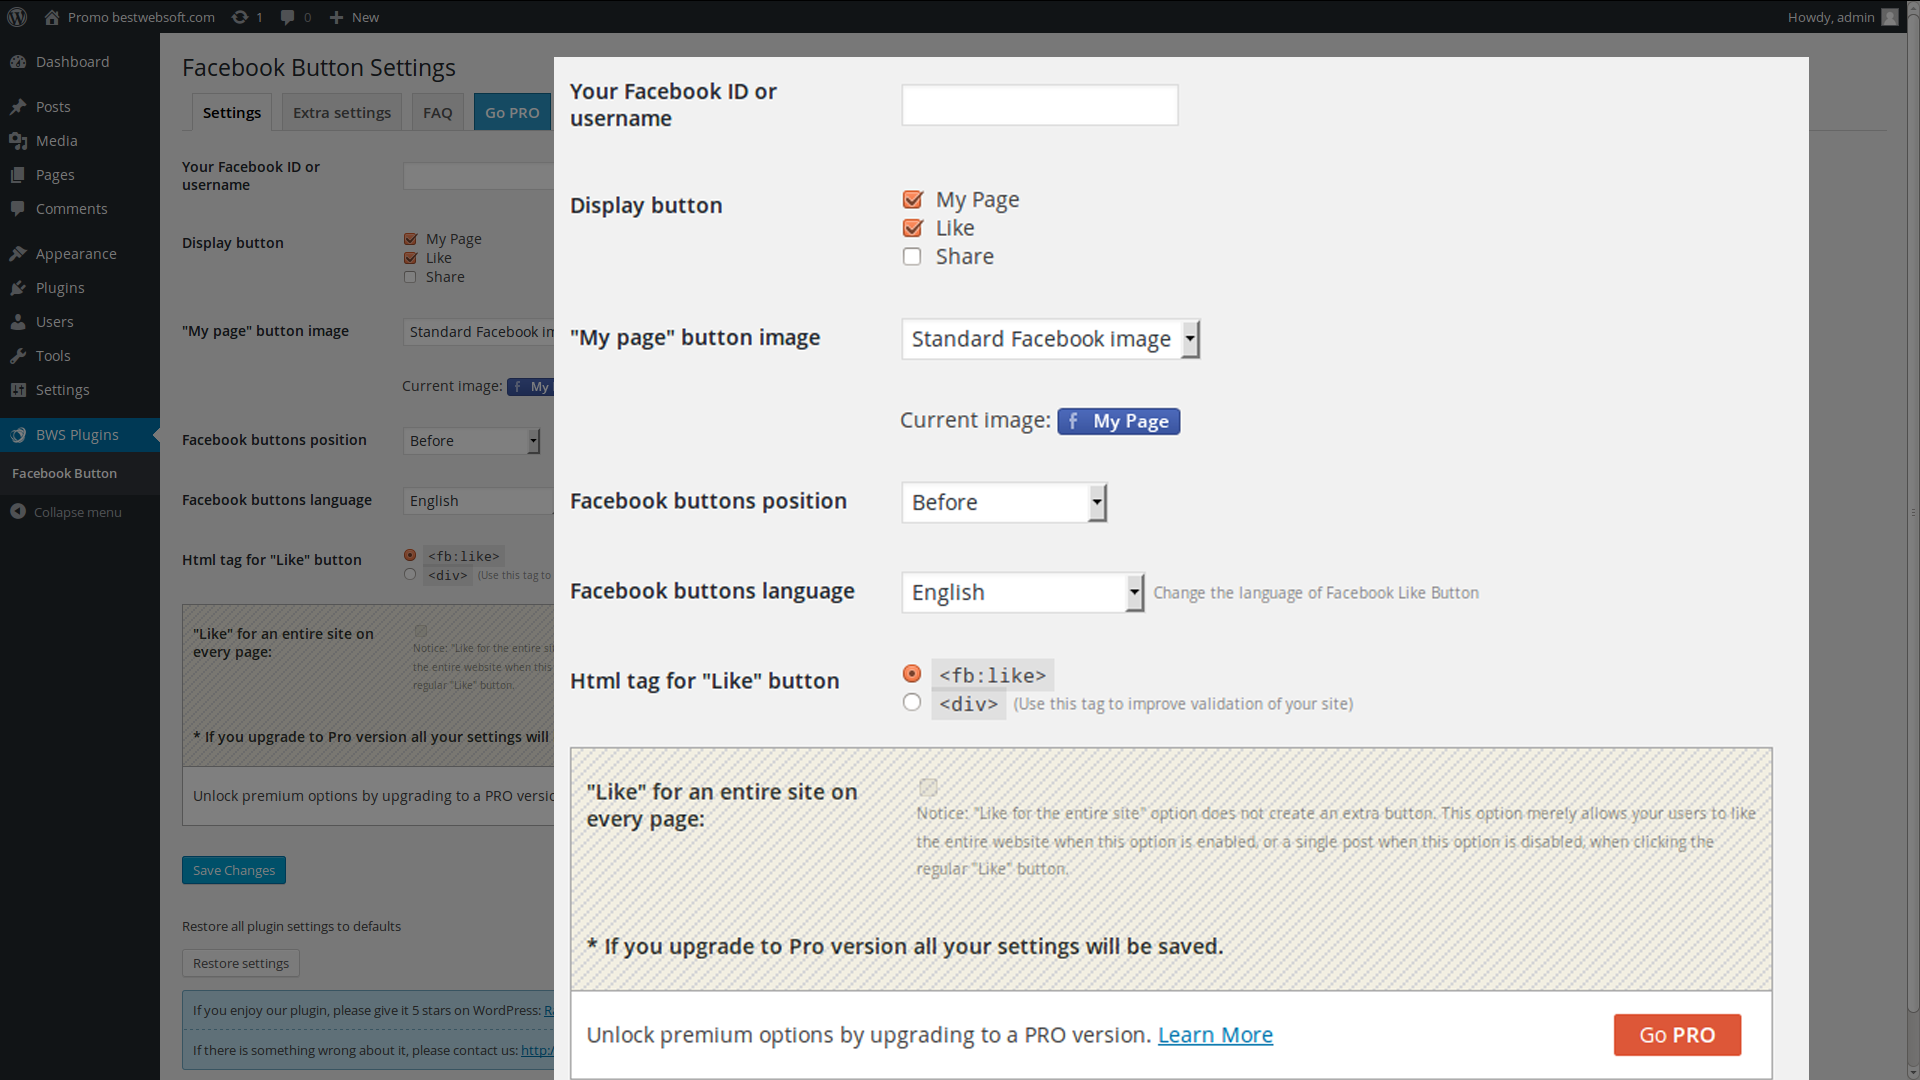 Promo bestwebsoft.com 1 0 New
Howdy, admin
Dashboard
Posts
Media
Pages
Comments
Appearance
Plugins
Users
Tools
Settings
BWS Plugins
Facebook Button
Collapse menu
Facebook Button Settings
Settings Extra settings FAQ Go PRO
Your Facebook ID or
username
Display button
My Page
Like
Share
"My page" button image
Standard Facebook im
Current image: My
Facebook buttons position
Before
Facebook buttons language
English
Html tag for "Like" button
<fb:like>
<div> (Use this tag to
"Like" for an entire site on
every page:
Notice: "Like for the entire si
the entire website when this
regular "Like" button.
* If you upgrade to Pro version all your settings will
Unlock premium options by upgrading to a PRO versio
Save Changes
Restore all plugin settings to defaults
Restore settings
If you enjoy our plugin, please give it 5 stars on WordPress: R
If there is something wrong about it, please contact us: http:/
Your Facebook ID or
username
Display button
My Page
Like
Share
"My page" button image
Standard Facebook image
Current image: My Page
Facebook buttons position
Before
Facebook buttons language
English
Change the language of Facebook Like Button
Html tag for "Like" button
<fb:like>
<div> (Use this tag to improve validation of your site)
"Like" for an entire site on
every page:
Notice: "Like for the entire site" option does not create an extra button. This option merely allows your users to like
the entire website when this option is enabled, or a single post when this option is disabled, when clicking the
regular "Like" button.
* If you upgrade to Pro version all your settings will be saved.
Unlock premium options by upgrading to a PRO version. Learn More
Go PRO